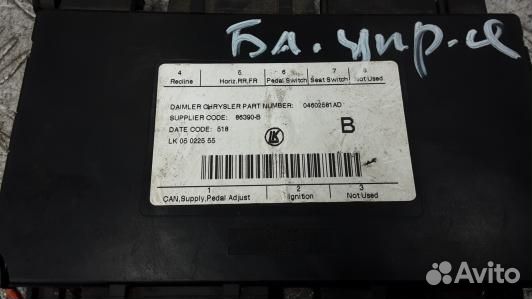 Бл. упр-я
4 5 6 7 8
Recline Horiz,RR,FR Pedal Switch Seat Switch Not Used
DAIMLER CHRYSLER PART NUMBER: 04602581AD
SUPPLIER CODE: 86390-B
DATE CODE: 518
LK 05 0225 55
LK
B
1 2 3
CAN,Supply,Pedal Adjust Ignition Not Used
Avito